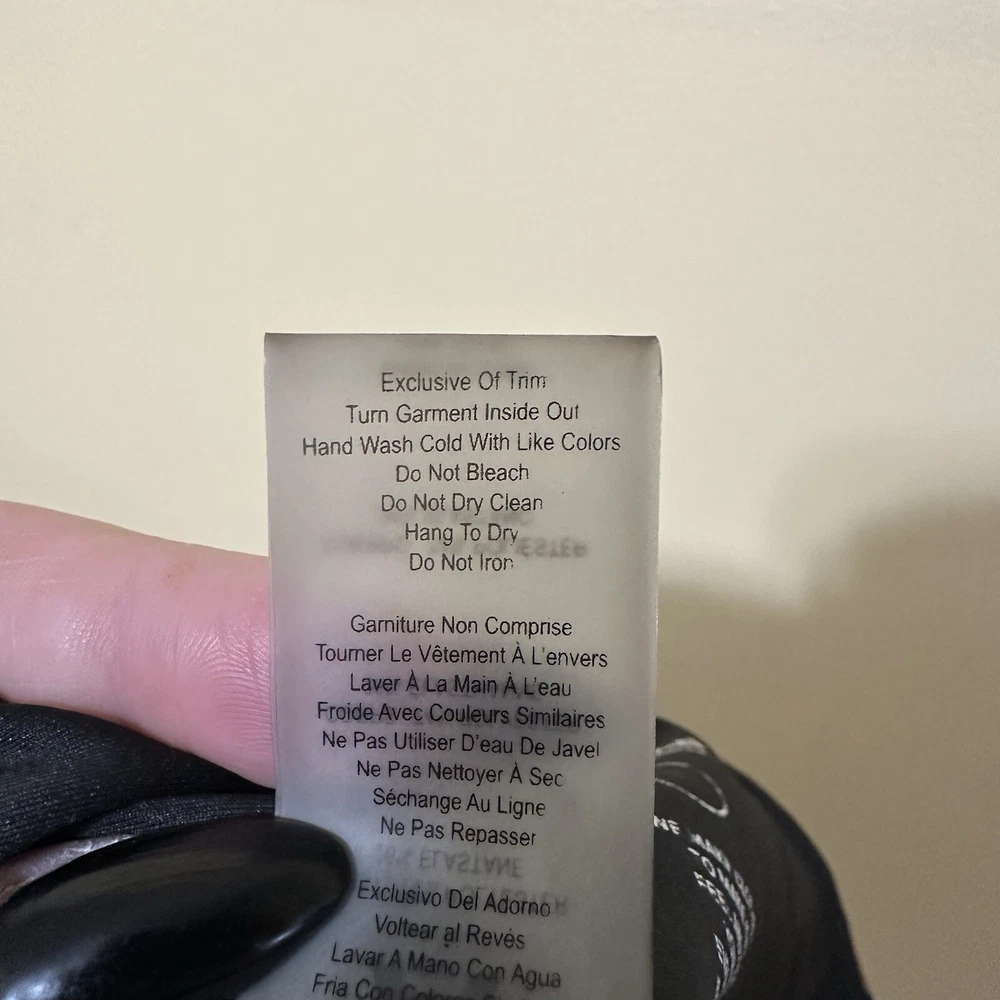 Exclusive Of Trim
Turn Garment Inside Out
Hand Wash Cold With Like Colors
Do Not Bleach
Do Not Dry Clean
Hang To Dry
Do Not Iron
Garniture Non Comprise
Tourner Le Vêtement À L'envers
Laver À La Main À L'eau
Froide Avec Couleurs Similaires
Ne Pas Utiliser D'eau De Javel
Ne Pas Nettoyer À Sec
Séchange Au Ligne
Ne Pas Repasser
Exclusivo Del Adorno
Voltear al Revés
Lavar A Mano Con Agua
Fria Con Colores